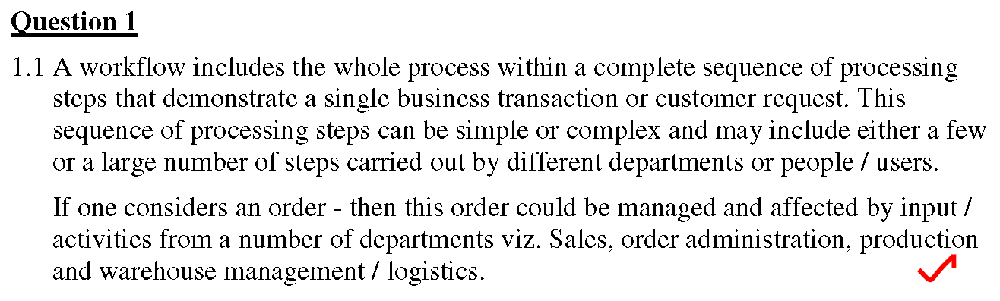 Question 1
1.1 A workflow includes the whole process within a complete sequence of processing
steps that demonstrate a single business transaction or customer request. This
sequence of processing steps can be simple or complex and may include either a few
or a large number of steps carried out by different departments or people / users.
If one considers an order - then this order could be managed and affected by input /
activities from a number of departments viz. Sales, order administration, production
and warehouse management / logistics.